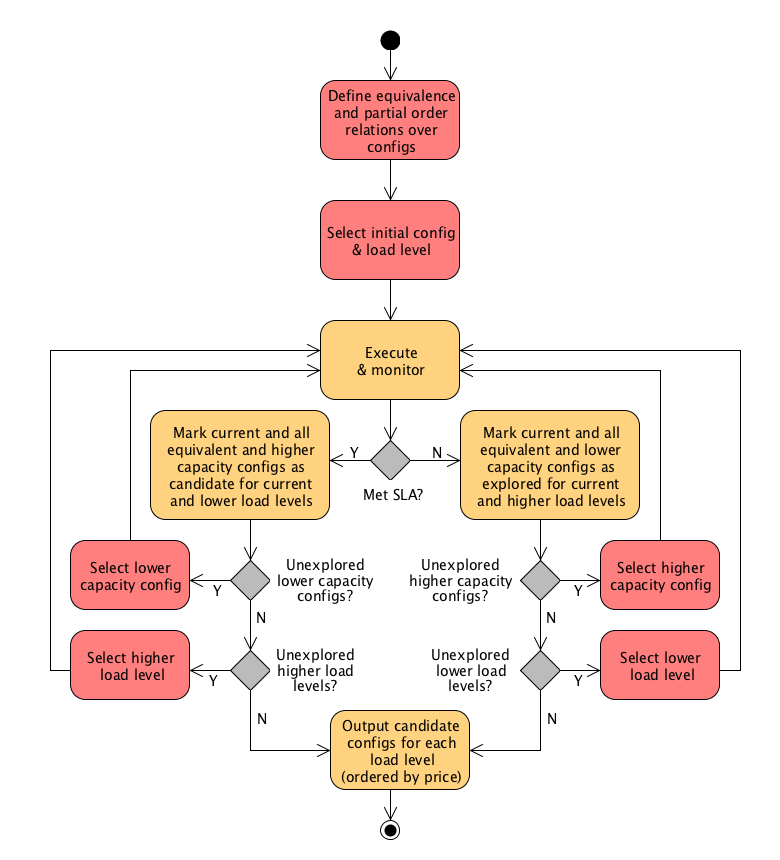 Define equivalence
and partial order
relations over
configs
Select initial config
& load level
Execute
& monitor
Mark current and all
equivalent and higher
capacity configs as
candidate for current
and lower load levels
Y
N
Met SLA?
Mark current and all
equivalent and lower
capacity configs as
explored for current
and higher load levels
Select lower
capacity config
Y
Unexplored
lower capacity
configs?
N
Unexplored
higher capacity
configs?
Y
N
Select higher
capacity config
Select higher
load level
Y
Unexplored
higher load
levels?
N
Unexplored
lower load
levels?
Y
N
Select lower
load level
Output candidate
configs for each
load level
(ordered by price)